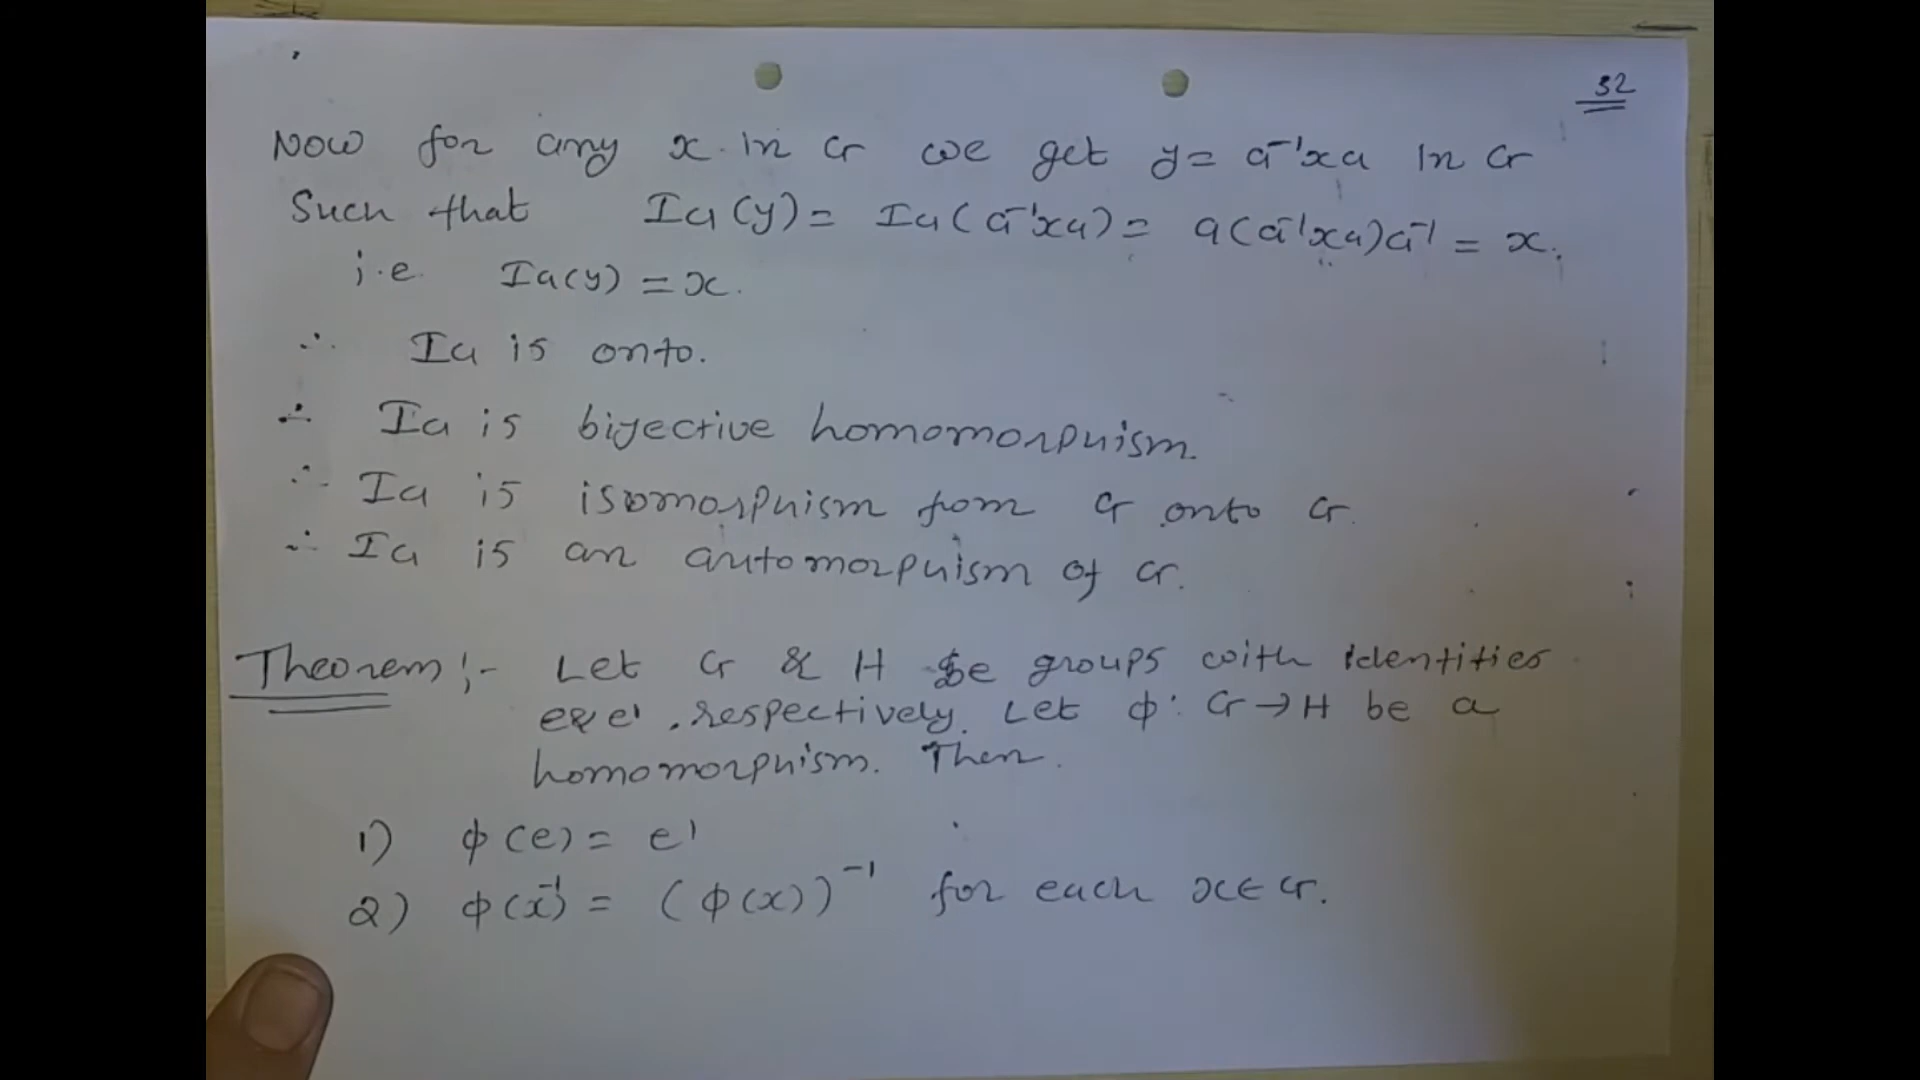 32
Now for any x in G we get y = a⁻¹xa in G
Such that Ia(y) = Ia(a⁻¹xa) = a(a⁻¹xa)a⁻¹ = x.
i.e. Ia(y) = x.
∴ Ia is onto.
∴ Ia is bijective homomorphism.
∴ Ia is isomorphism from G onto G.
∴ Ia is an automorphism of G.
Theorem :- Let G & H be groups with identities
e & e' respectively. Let ϕ : G → H be a
homomorphism. Then.
1) ϕ(e) = e'
2) ϕ(x⁻¹) = (ϕ(x))⁻¹ for each x ∈ G.